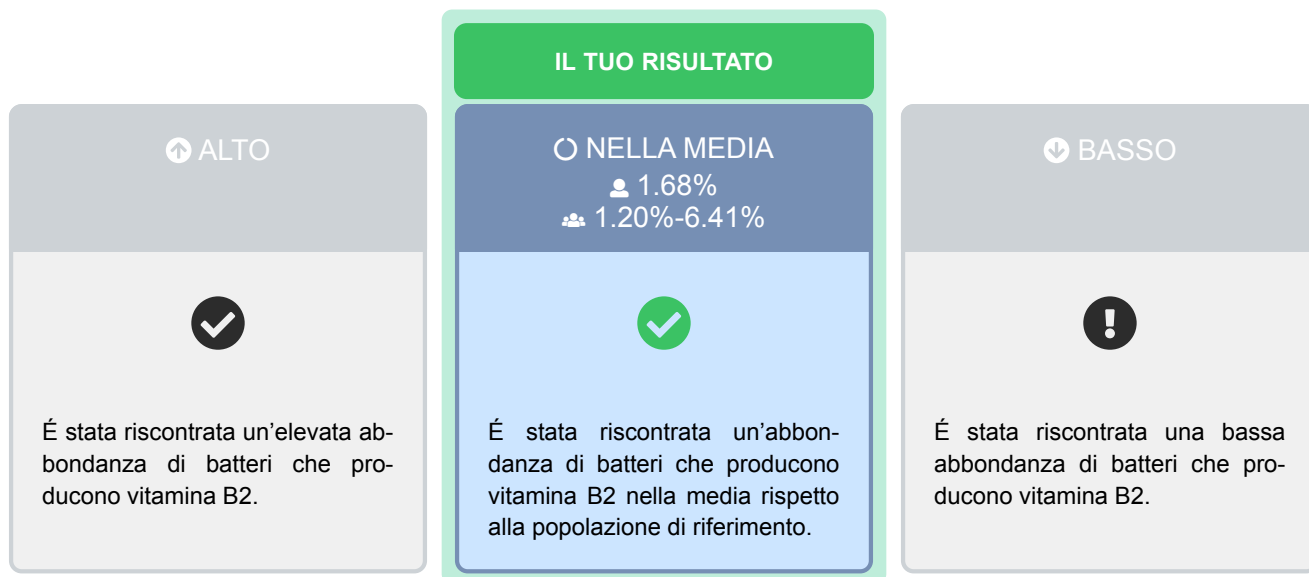 IL TUO RISULTATO
ALTO
É stata riscontrata un'elevata ab-
bondanza di batteri che pro-
ducono vitamina B2.
NELLA MEDIA
1.68%
1.20%-6.41%
É stata riscontrata un'abbon-
danza di batteri che producono
vitamina B2 nella media rispetto
alla popolazione di riferimento.
BASSO
É stata riscontrata una bassa
abbondanza di batteri che pro-
ducono vitamina B2.